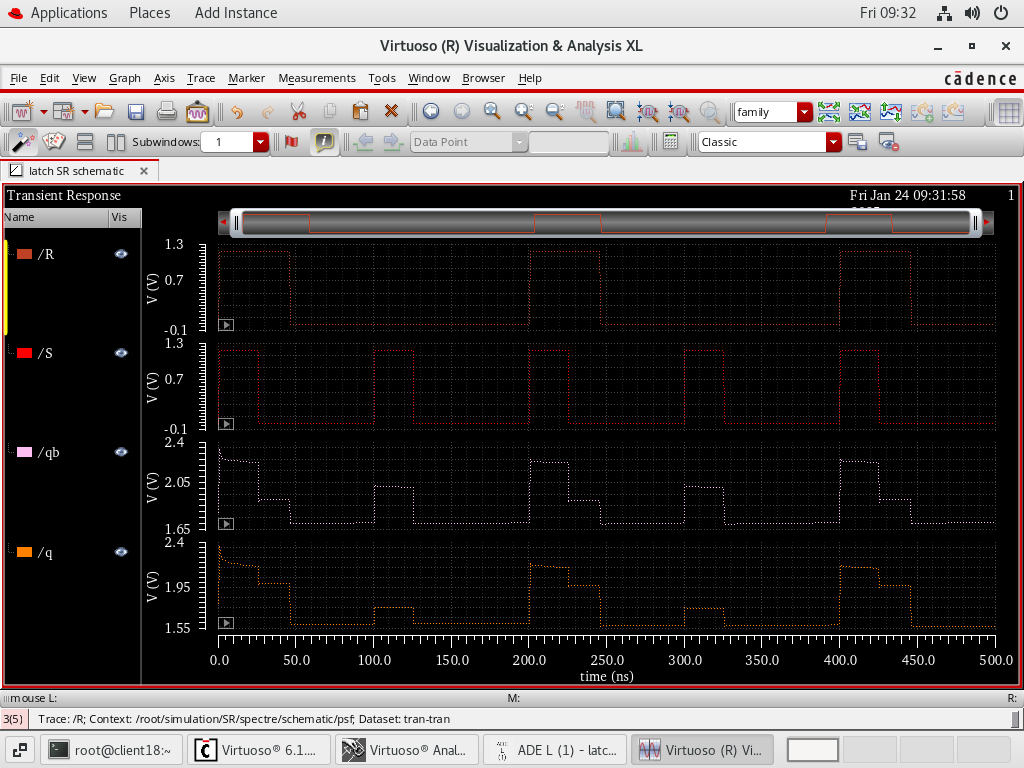 Applications Places Add Instance Fri 09:32
Virtuoso (R) Visualization & Analysis XL
File Edit View Graph Axis Trace Marker Measurements Tools Window Browser Help cādence
family
Subwindows: 1 Data Point Classic
latch SR schematic
Transient Response Fri Jan 24 09:31:58 1
Name Vis
/R
1.3
0.7
-0.1
V (V)
/S
1.3
0.7
-0.1
V (V)
/qb
2.4
2.05
1.65
V (V)
/q
2.4
1.95
1.55
V (V)
0.0 50.0 100.0 150.0 200.0 250.0 300.0 350.0 400.0 450.0 500.0
time (ns)
mouse L: M: R:
3(5) Trace: /R; Context: /root/simulation/SR/spectre/schematic/psf; Dataset: tran-tran
root@client18:~ Virtuoso® 6.1.... Virtuoso® Anal... ADE L (1) - latc... Virtuoso (R) Vi...